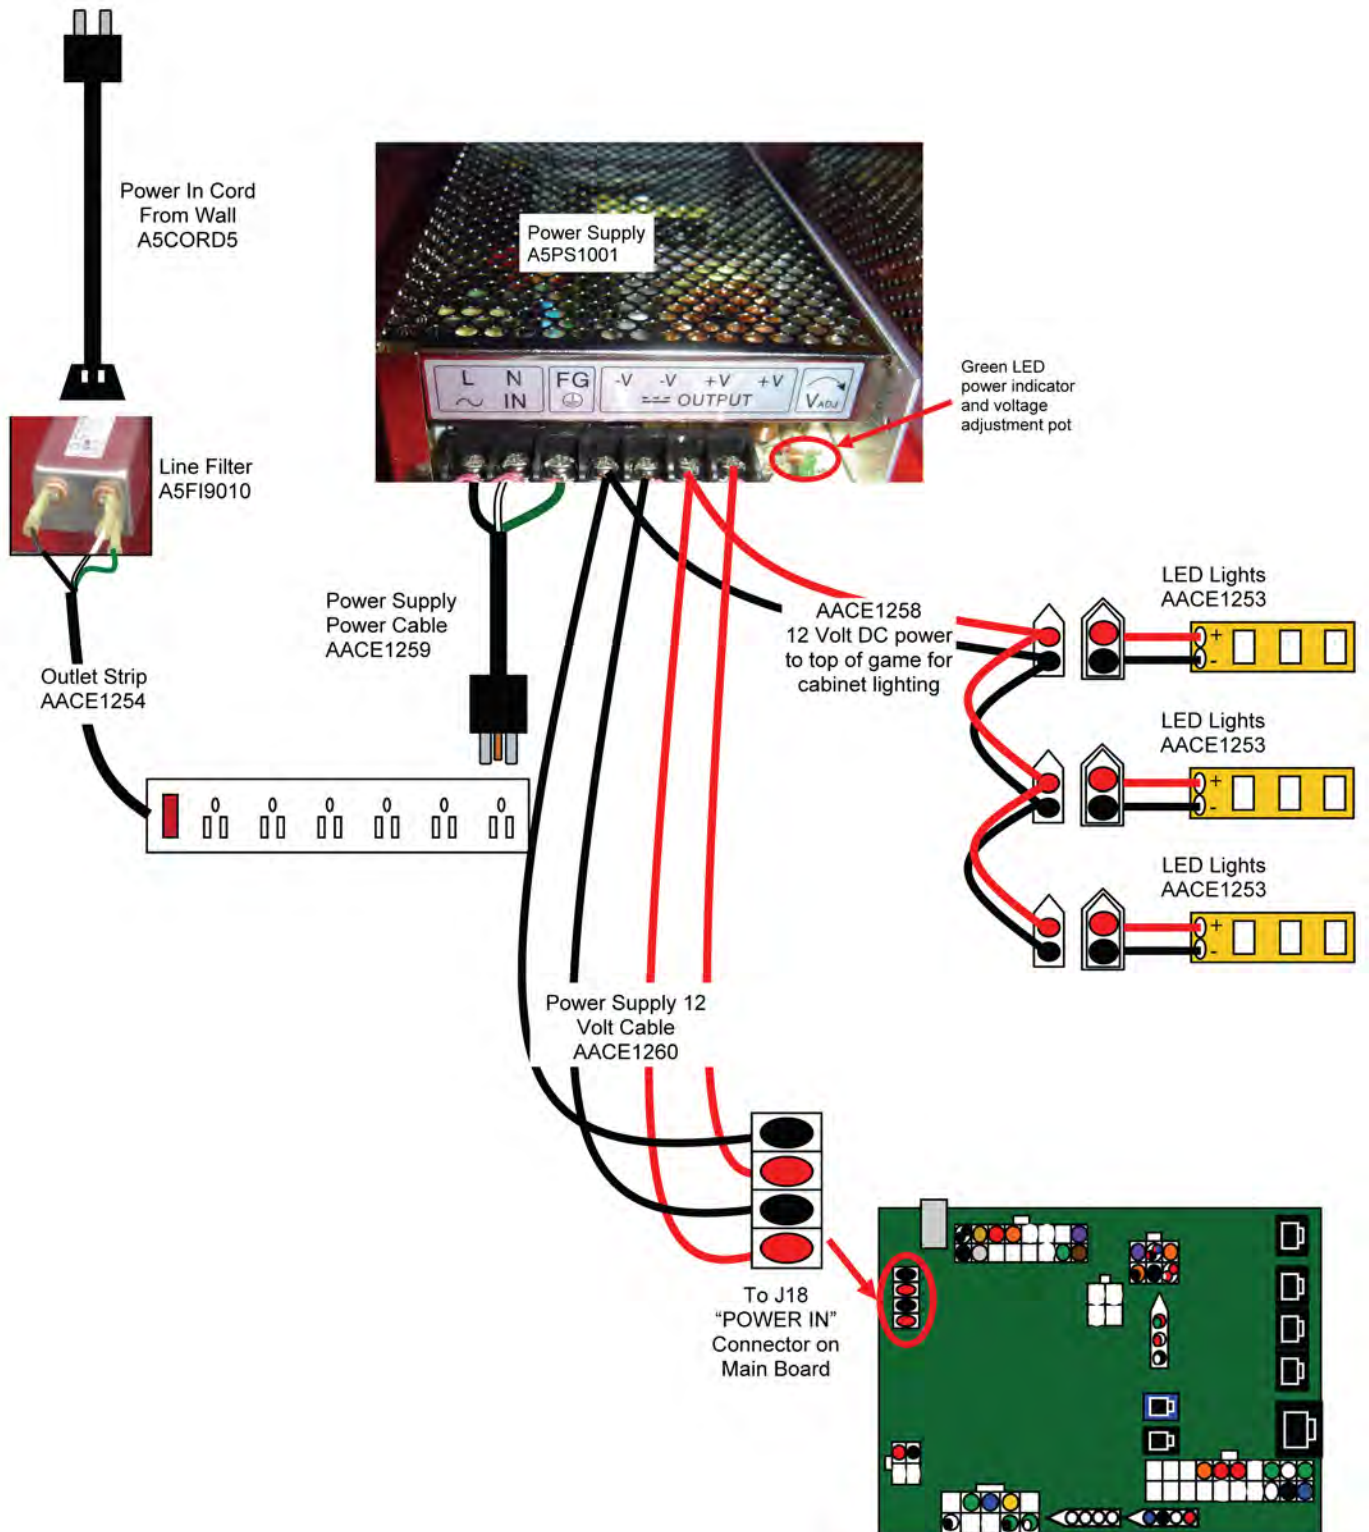 Power In Cord
From Wall
A5CORD5
Power Supply
A5PS1001
L N
IN
FG
-V -V +V +V
OUTPUT
VADJ
Green LED
power indicator
and voltage
adjustment pot
Line Filter
A5FI9010
Power Supply
Power Cable
AACE1259
Outlet Strip
AACE1254
AACE1258
12 Volt DC power
to top of game for
cabinet lighting
LED Lights
AACE1253
+
-
LED Lights
AACE1253
+
-
LED Lights
AACE1253
+
-
Power Supply 12
Volt Cable
AACE1260
To J18
“POWER IN”
Connector on
Main Board